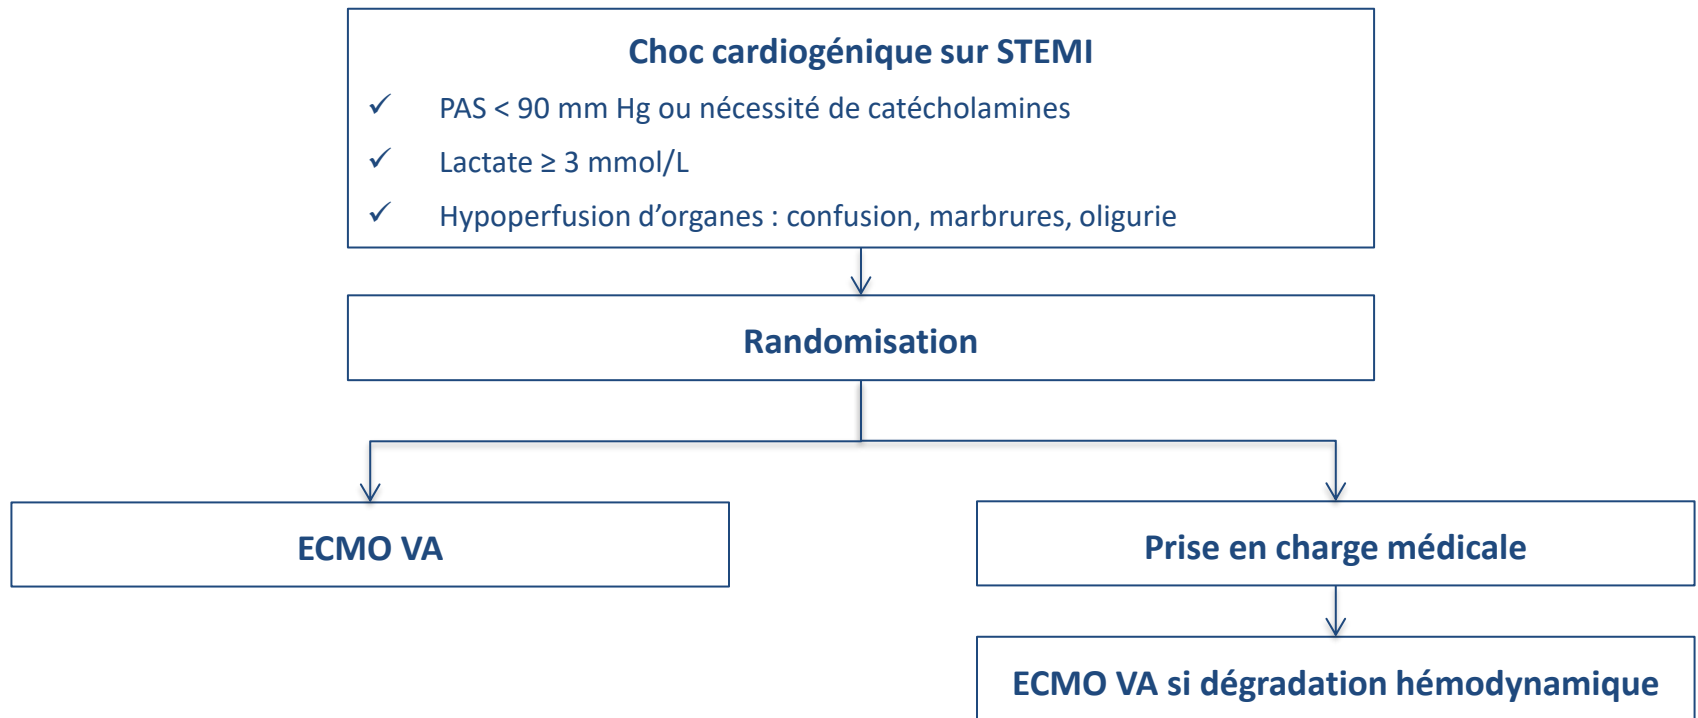 Choc cardiogénique sur STEMI
✓ PAS < 90 mm Hg ou nécessité de catécholamines
✓ Lactate ≥ 3 mmol/L
✓ Hypoperfusion d’organes : confusion, marbrures, oligurie
Randomisation
ECMO VA
Prise en charge médicale
ECMO VA si dégradation hémodynamique